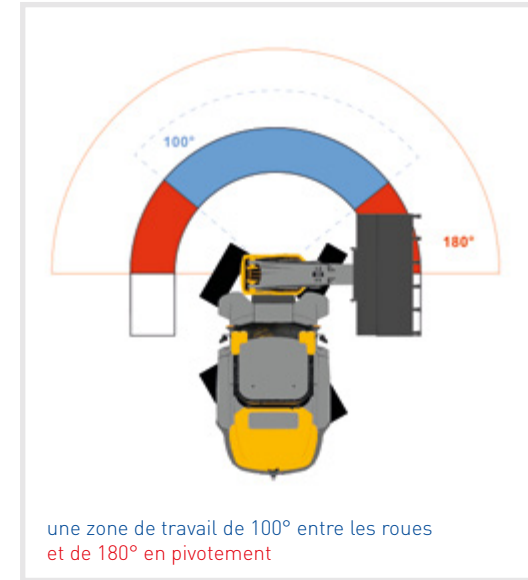 100°
180°
une zone de travail de 100° entre les roues
et de 180° en pivotement